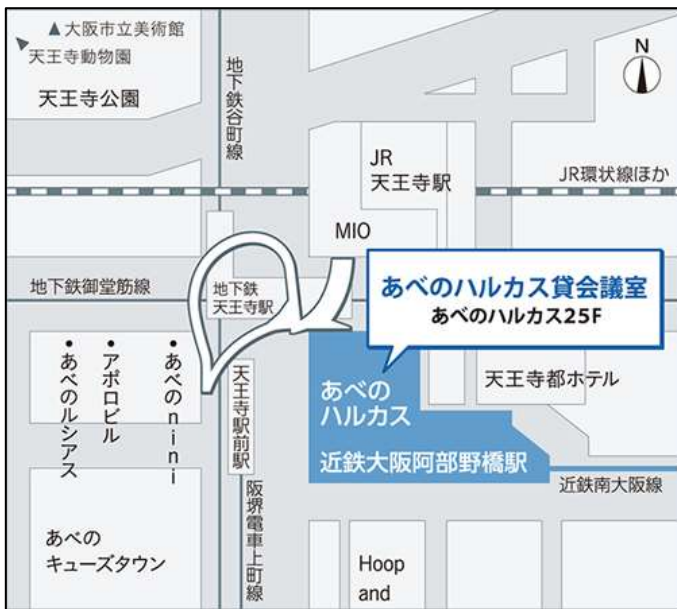 ▲大阪市立美術館
天王寺動物園
天王寺公園
地下鉄谷町線
N
JR
天王寺駅
JR環状線ほか
MIO
地下鉄御堂筋線
地下鉄
天王寺駅
あべのハルカス貸会議室
あべのハルカス25F
・あべのnini
・アポロビル
・あべのルシアス
天王寺駅前駅
あべの
ハルカス
天王寺都ホテル
近鉄大阪阿部野橋駅
近鉄南大阪線
阪堺電車上町線
あべの
キューズタウン
Hoop
and